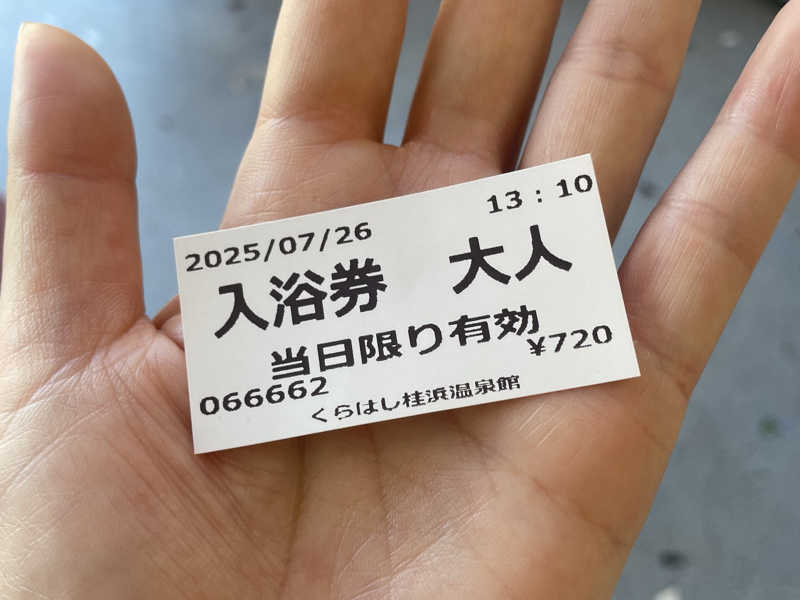 2025/07/26 13:10
入浴券 大人
当日限り有効
¥720
066662
くらはし桂浜温泉館